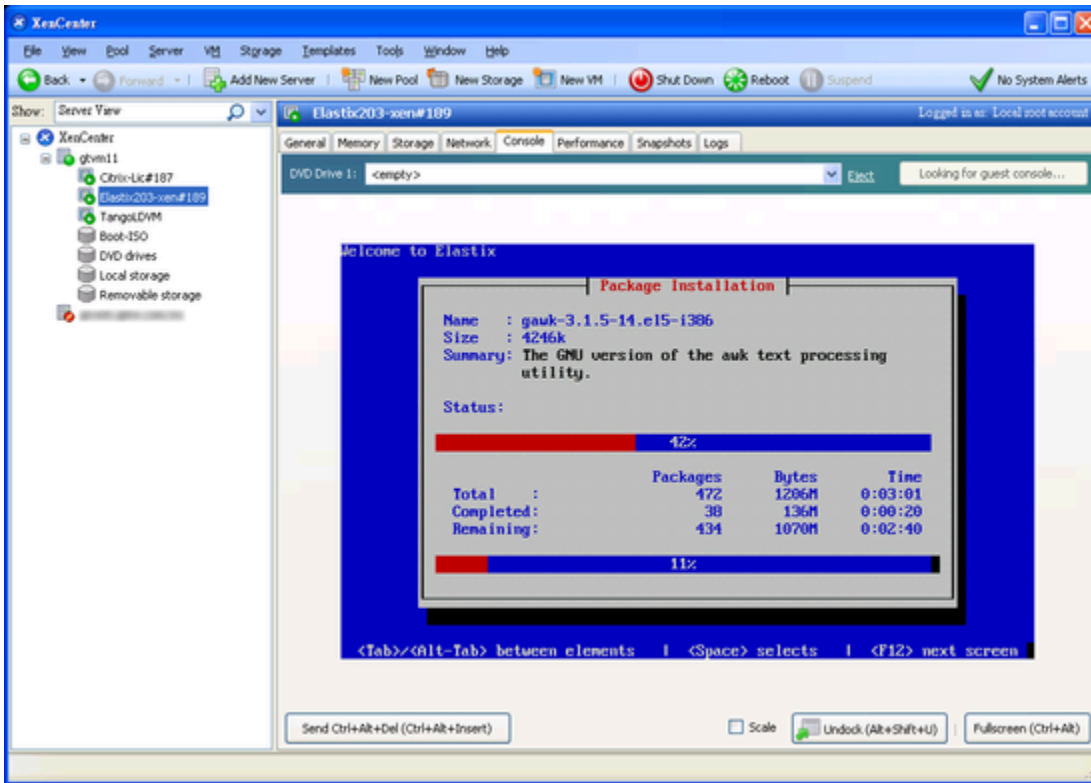 XenCenter
File View Pool Server VM Storage Templates Tools Window Help
Back Forward Add New Server New Pool New Storage New VM Shut Down Reboot Suspend No System Alerts
Show: Server View
Elastix203-xen#189 Logged in as: Local root account
XenCenter
gtvm11
Citrix-Lic#187
Elastix203-xen#189
TangoLDVM
Boot-ISO
DVD drives
Local storage
Removable storage
General Memory Storage Network Console Performance Snapshots Logs
DVD Drive 1: <empty> Eject Looking for guest console...
Welcome to Elastix
Package Installation
Name : gawk-3.1.5-14.el5-i386
Size : 4246k
Summary: The GNU version of the awk text processing
utility.
Status:
42%
Packages Bytes Time
Total : 472 1206M 0:03:01
Completed: 38 136M 0:00:20
Remaining: 434 1070M 0:02:40
11%
<Tab>/<Alt-Tab> between elements | <Space> selects | <F12> next screen
Send Ctrl+Alt+Del (Ctrl+Alt+Insert) Scale Undock (Alt+Shift+U) Fullscreen (Ctrl+Alt)